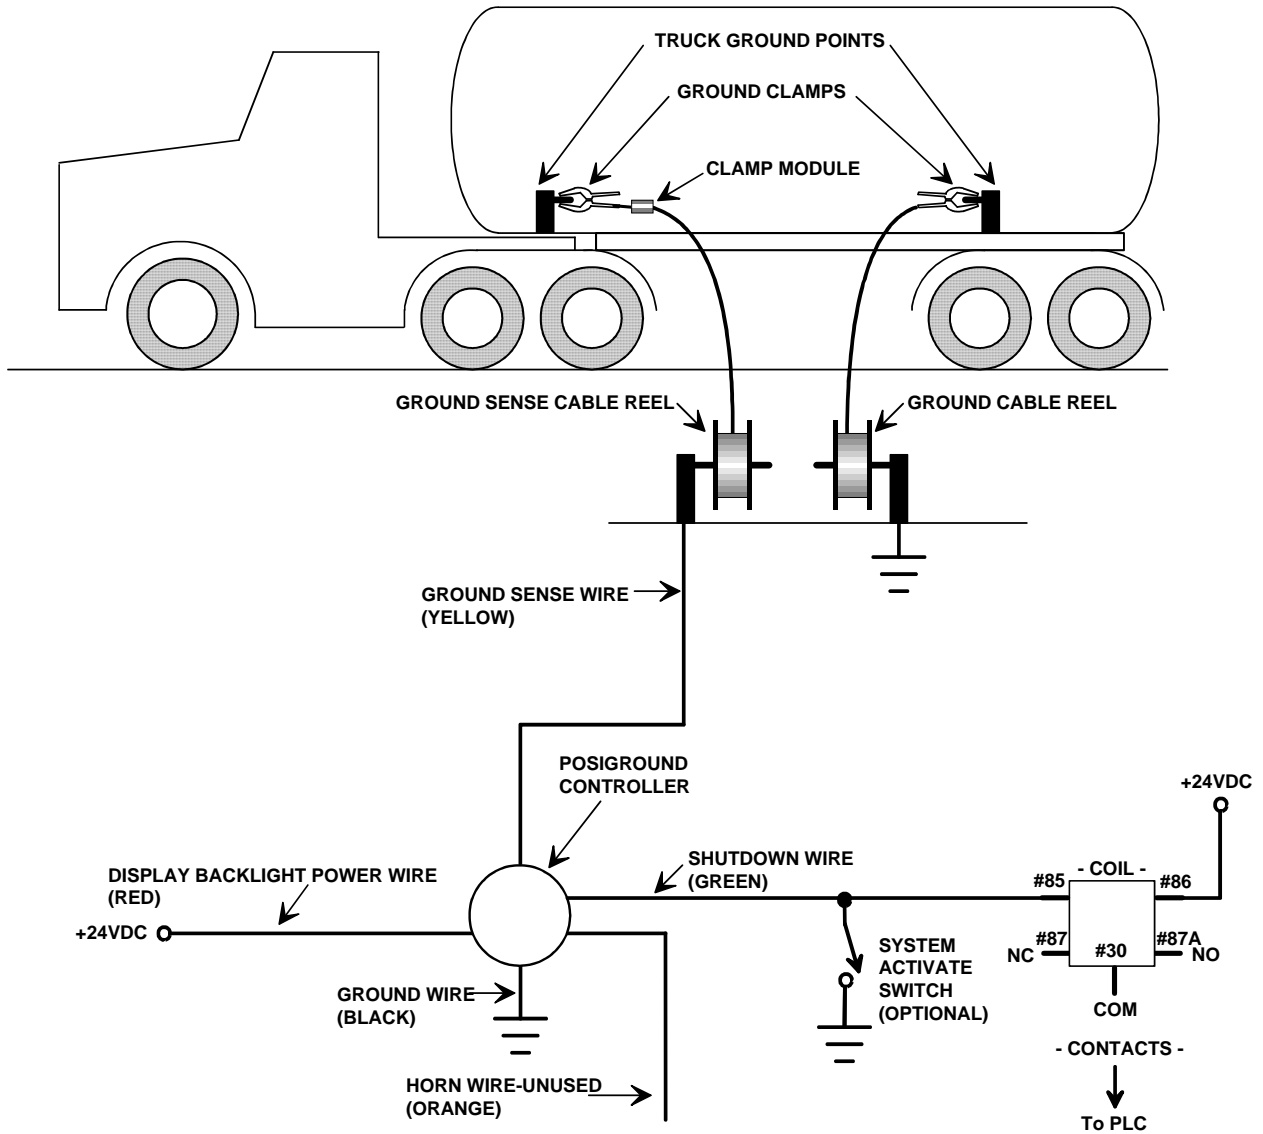 TRUCK GROUND POINTS
GROUND CLAMPS
CLAMP MODULE
GROUND SENSE CABLE REEL
GROUND CABLE REEL
GROUND SENSE WIRE
(YELLOW)
POSIGROUND
CONTROLLER
+24VDC
DISPLAY BACKLIGHT POWER WIRE
(RED)
+24VDC
SHUTDOWN WIRE
(GREEN)
#85
- COIL -
#86
#87
NC
#30
#87A
NO
COM
- CONTACTS -
To PLC
SYSTEM
ACTIVATE
SWITCH
(OPTIONAL)
GROUND WIRE
(BLACK)
HORN WIRE-UNUSED
(ORANGE)